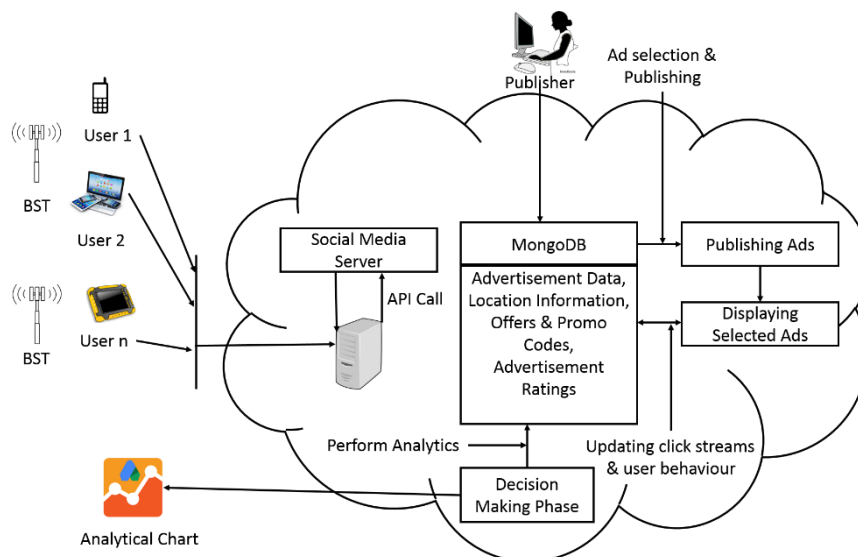 Publisher
Ad selection &
Publishing
User 1
BST
User 2
BST
User n
Social Media
Server
API Call
MongoDB
Advertisement Data,
Location Information,
Offers & Promo
Codes,
Advertisement
Ratings
Publishing Ads
Displaying
Selected Ads
Perform Analytics
Updating click streams
& user behaviour
Decision
Making Phase
Analytical Chart